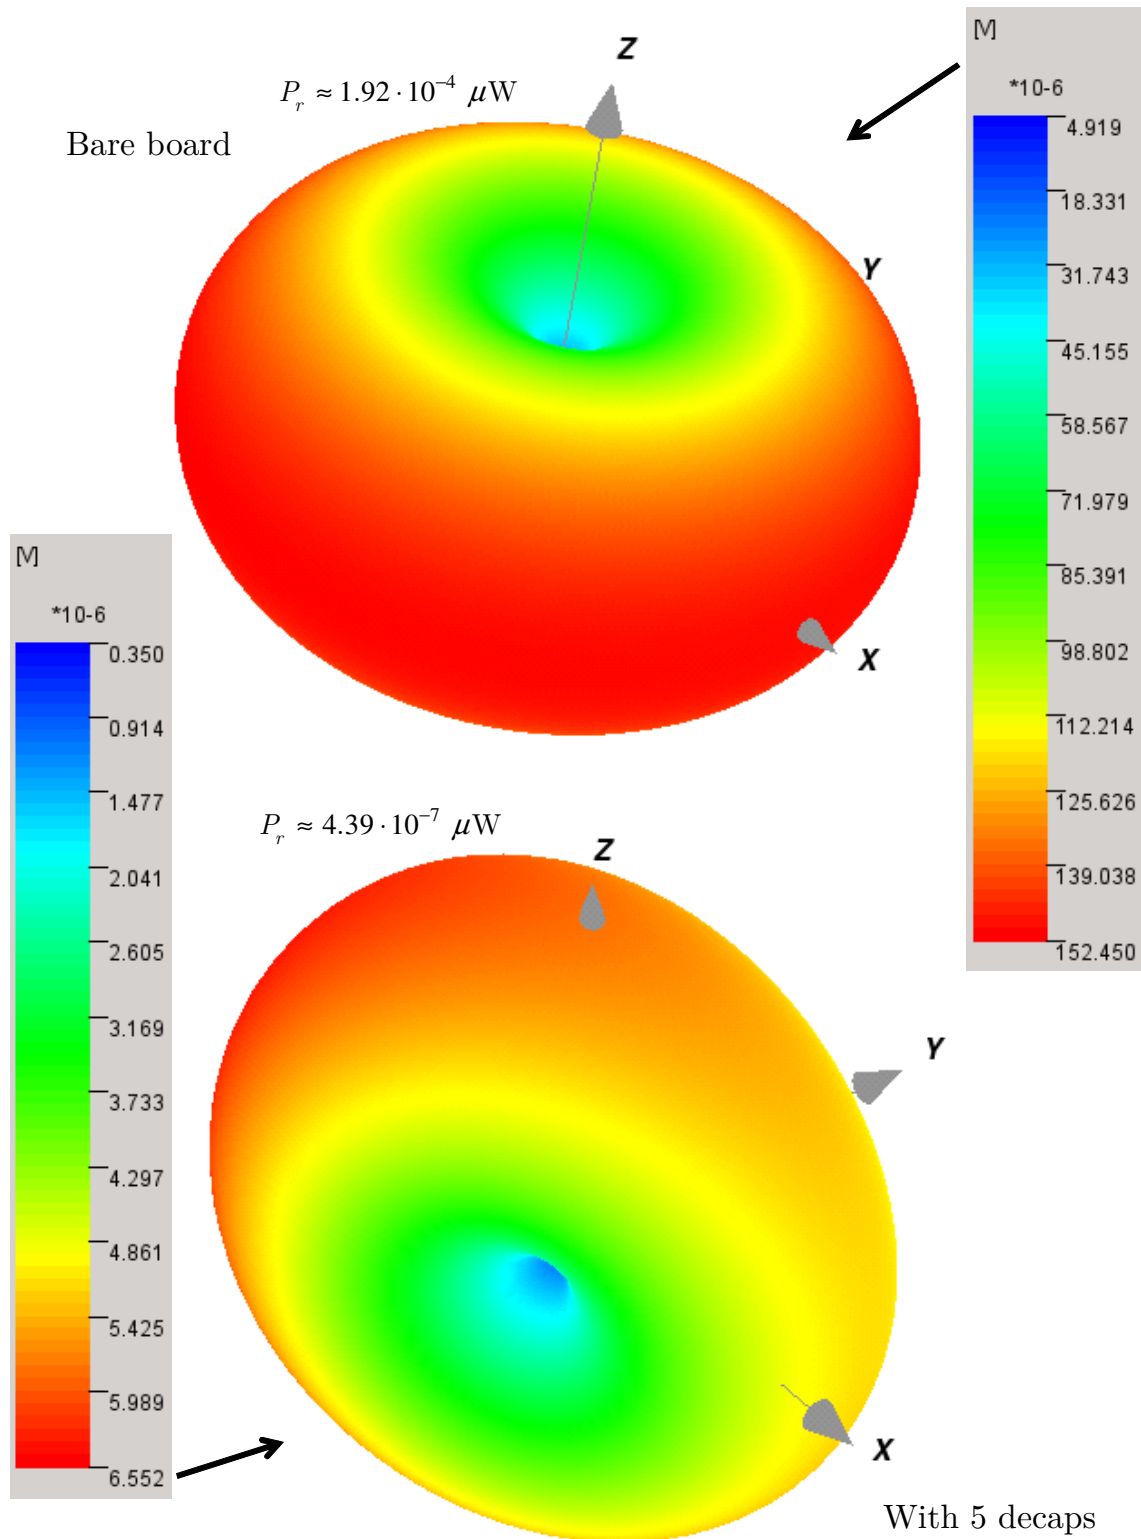 [V]
*10-6
4.919
18.331
31.743
45.155
58.567
71.979
85.391
98.802
112.214
125.626
139.038
152.450
Z
P_r ≈ 1.92 · 10^{-4} μW
Bare board
Y
X
[V]
*10-6
0.350
0.914
1.477
2.041
2.605
3.169
3.733
4.297
4.861
5.425
5.989
6.552
P_r ≈ 4.39 · 10^{-7} μW
Z
Y
X
With 5 decaps